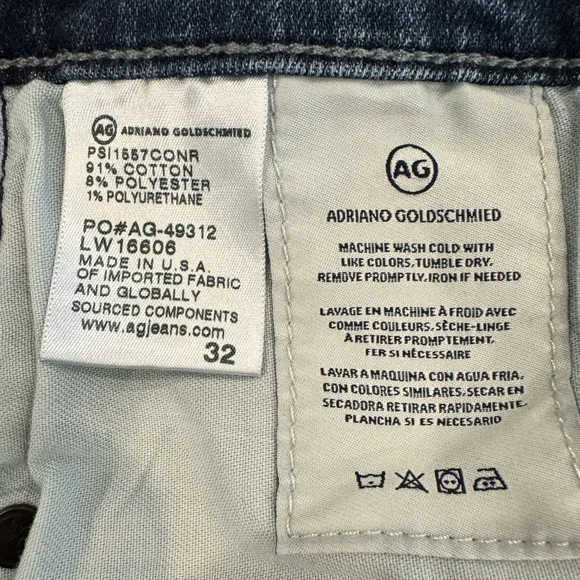 AG ADRIANO GOLDSCHMIED
PSI1557CONR
91% COTTON
8% POLYESTER
1% POLYURETHANE
PO#AG-49312
LW16606
MADE IN U.S.A.
OF IMPORTED FABRIC
AND GLOBALLY
SOURCED COMPONENTS
www.agjeans.com
32
AG
ADRIANO GOLDSCHMIED
MACHINE WASH COLD WITH
LIKE COLORS, TUMBLE DRY.
REMOVE PROMPTLY. IRON IF NEEDED
LAVAGE EN MACHINE À FROID AVEC
COMME COULEURS. SÈCHE-LINGE
À RETIRER PROMPTEMENT.
FER SI NÉCESSAIRE
LAVAR A MAQUINA CON AGUA FRIA,
CON COLORES SIMILARES, SECAR EN
SECADORA RETIRAR RAPIDAMENTE.
PLANCHA SI ES NECESARIO